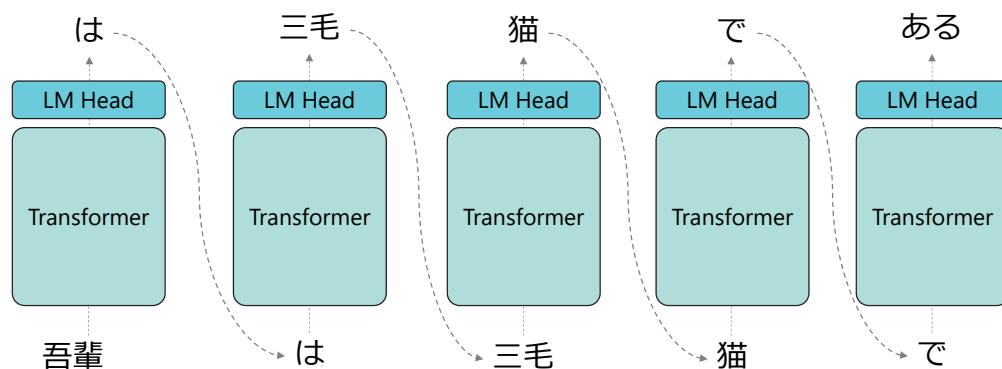 は 三毛 猫 で ある
LM Head LM Head LM Head LM Head LM Head
Transformer Transformer Transformer Transformer Transformer
吾輩 は 三毛 猫 で